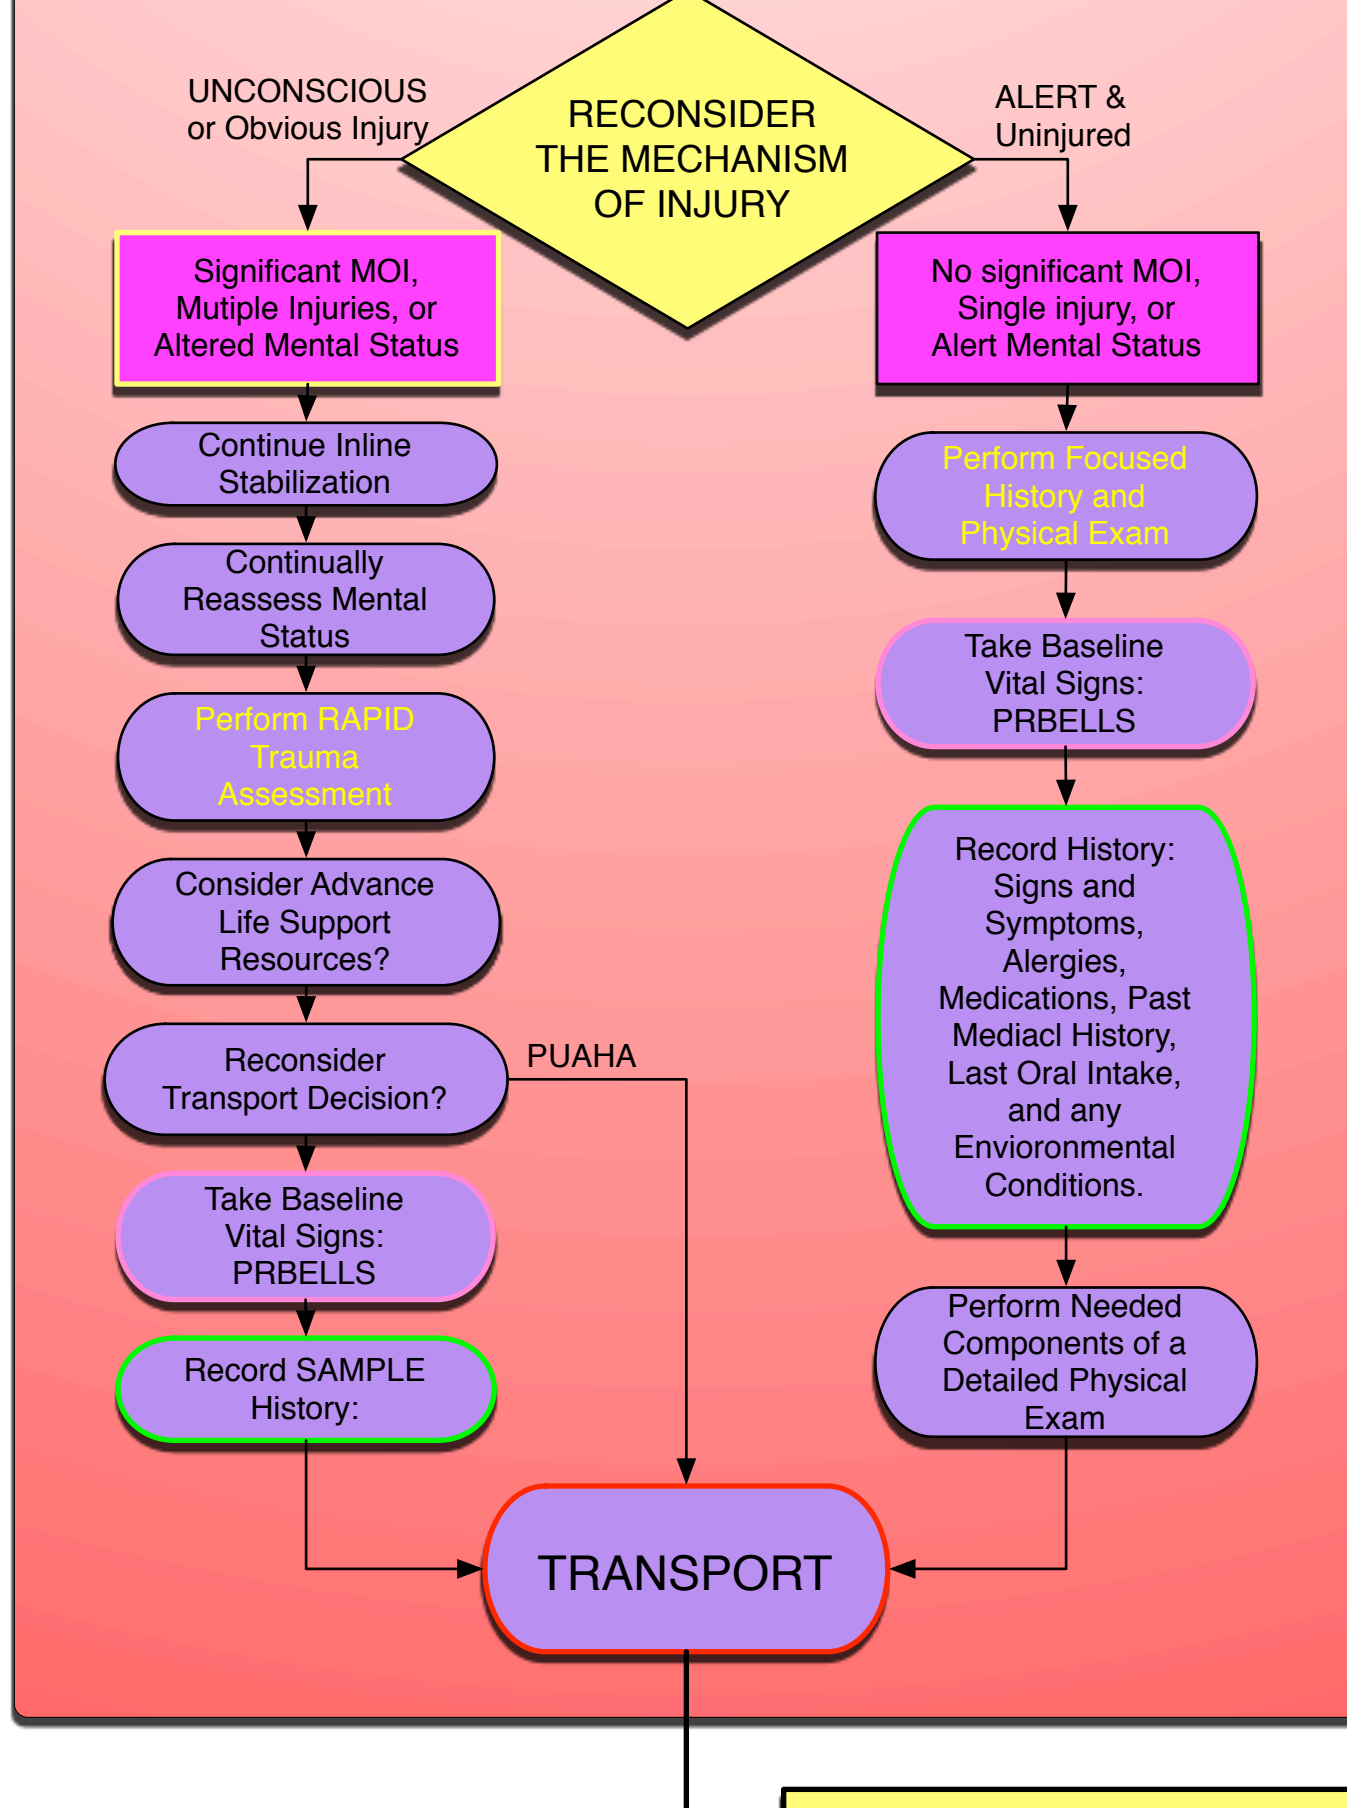 UNCONSCIOUS
or Obvious Injury
RECONSIDER
THE MECHANISM
OF INJURY
ALERT &
Uninjured
Significant MOI,
Mutiple Injuries, or
Altered Mental Status
Continue Inline
Stabilization
Continually
Reassess Mental
Status
Perform RAPID
Trauma
Assessment
Consider Advance
Life Support
Resources?
Reconsider
Transport Decision?
PUAHA
Take Baseline
Vital Signs:
PRBELLS
Record SAMPLE
History:
No significant MOI,
Single injury, or
Alert Mental Status
Perform Focused
History and
Physical Exam
Take Baseline
Vital Signs:
PRBELLS
Record History:
Signs and
Symptoms,
Alergies,
Medications, Past
Mediacl History,
Last Oral Intake,
and any
Envioronmental
Conditions.
Perform Needed
Components of a
Detailed Physical
Exam
TRANSPORT